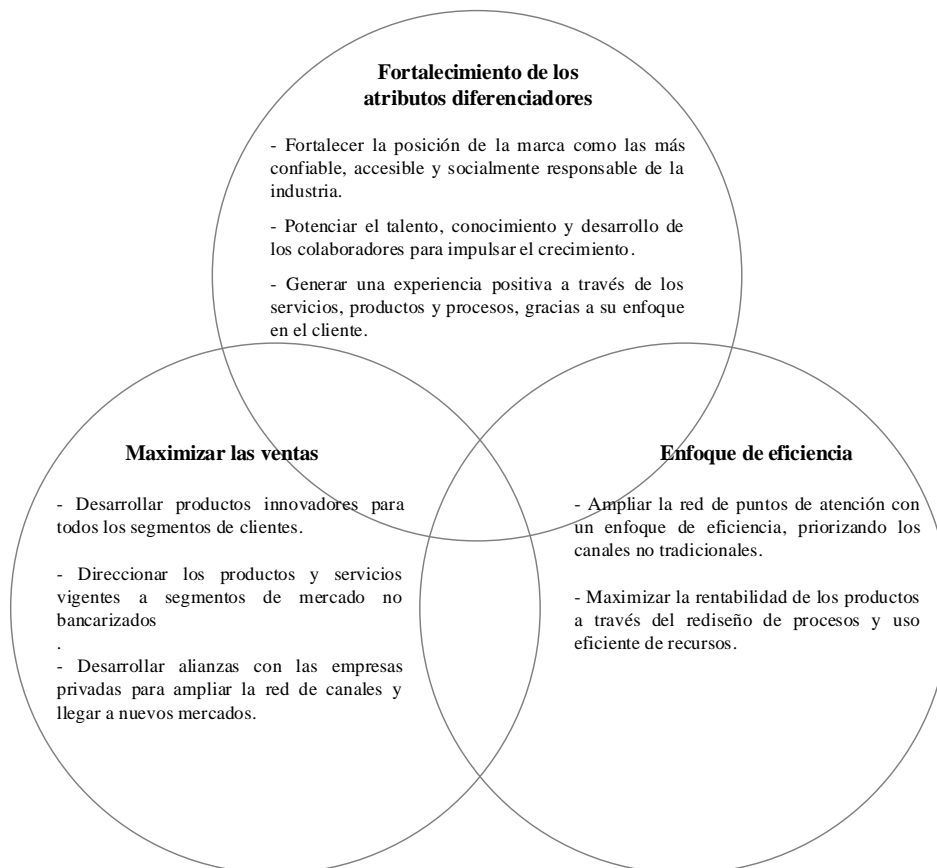 Fortalecimiento de los
atributos diferenciadores
- Fortalecer la posición de la marca como las más
confiable, accesible y socialmente responsable de la
industria.
- Potenciar el talento, conocimiento y desarrollo de
los colaboradores para impulsar el crecimiento.
- Generar una experiencia positiva a través de los
servicios, productos y procesos, gracias a su enfoque
en el cliente.
Maximizar las ventas
- Desarrollar productos innovadores para
todos los segmentos de clientes.
- Direccionar los productos y servicios
vigentes a segmentos de mercado no
bancarizados
.
- Desarrollar alianzas con las empresas
privadas para ampliar la red de canales y
llegar a nuevos mercados.
Enfoque de eficiencia
- Ampliar la red de puntos de atención con
un enfoque de eficiencia, priorizando los
canales no tradicionales.
- Maximizar la rentabilidad de los productos
a través del rediseño de procesos y uso
eficiente de recursos.